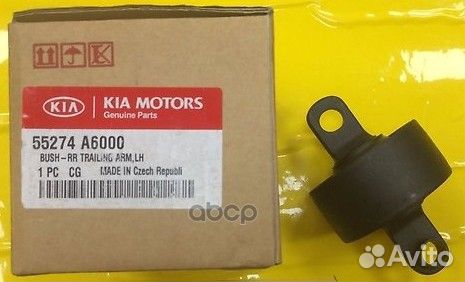 KIA
KIA MOTORS
Genuine Parts
55274 A6000
BUSH-RR TRAILING ARM,LH
1 PC CG MADE IN Czech Republi
abcp
Avito